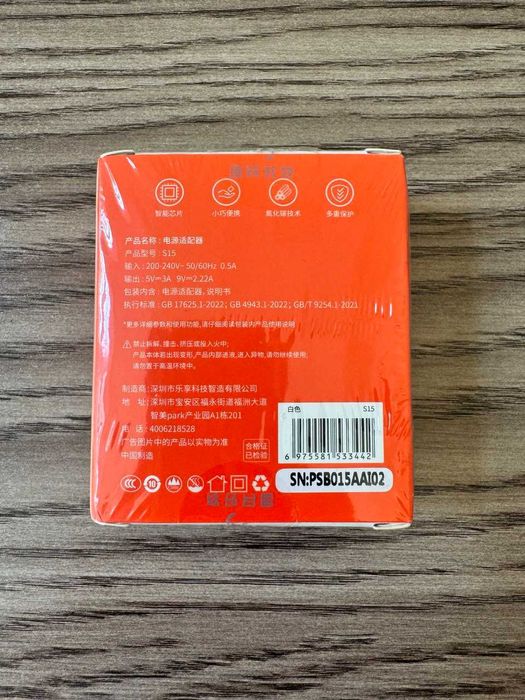 智能芯片 小巧便携 氮化镓技术 多重保护
产品名称：电源适配器
产品型号：S15
输入：200-240V~ 50/60Hz 0.5A
输出：5V⎓3A 9V⎓2.22A
包装内含：电源适配器，说明书
执行标准：GB 17625.1-2022；GB 4943.1-2022；GB/T 9254.1-2021
*更多详细参数和使用功能，请仔细阅读包装内产品使用说明
禁止拆解、撞击、挤压或投入火中；
产品本体若出现变形，产品内部进液，进入异物，请勿继续使用；
请勿置于高温环境中。
制造商：深圳市乐享科技智造有限公司
地 址：深圳市宝安区福永街道福洲大道
智美park产业园A1栋201
电 话：4006218528
广告图片中的产品以实物为准
中国制造
合格证
已检验
白色 S15
6 975581 533442
SN:PSB015AAI02
CCC
10